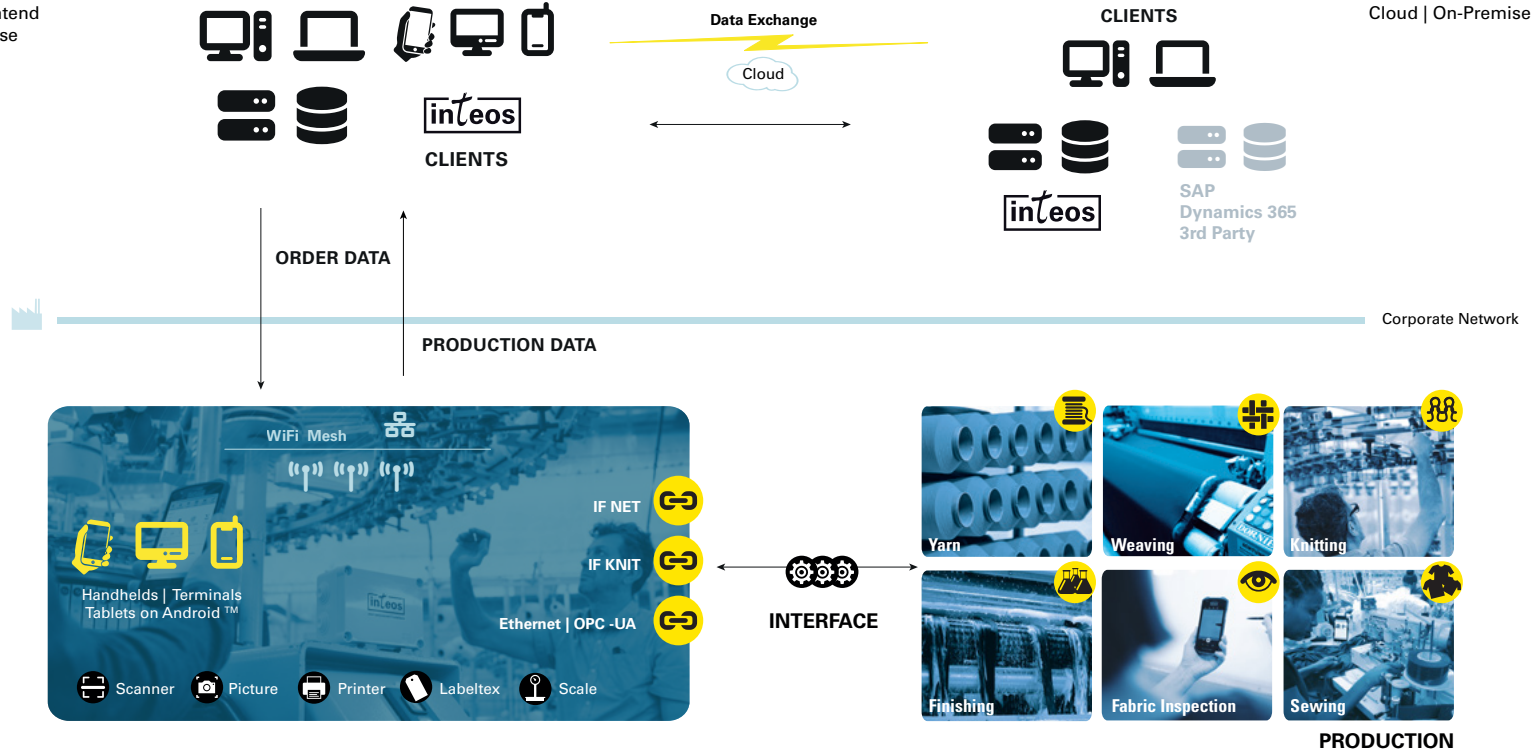 Data Exchange
CLIENTS
Cloud | On-Premise
Cloud
inteos
CLIENTS
inteos
SAP
Dynamics 365
3rd Party
ORDER DATA
Corporate Network
PRODUCTION DATA
WiFi Mesh
IF NET
IF KNIT
Ethernet | OPC -UA
Handhelds | Terminals
Tablets on Android ™
inteos
Scanner
Picture
Printer
Labeltex
Scale
INTERFACE
Yarn
Weaving
DORNIE
Knitting
Finishing
Fabric Inspection
Sewing
PRODUCTION